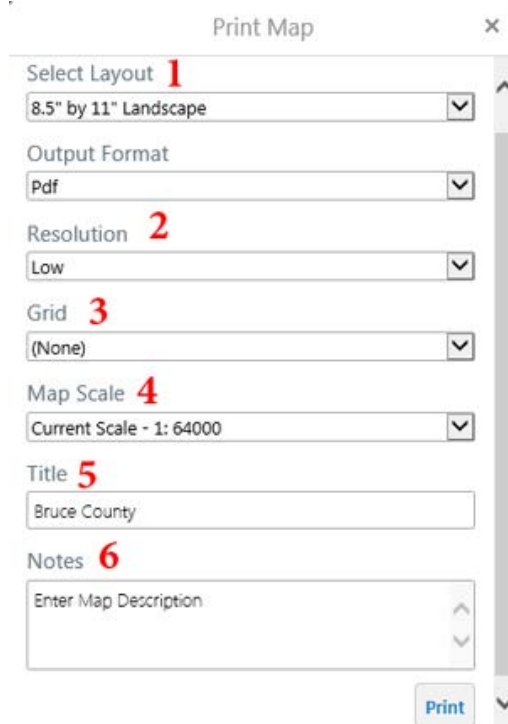 Print Map ×
Select Layout 1
8.5" by 11" Landscape
Output Format
Pdf
Resolution 2
Low
Grid 3
(None)
Map Scale 4
Current Scale - 1: 64000
Title 5
Bruce County
Notes 6
Enter Map Description
Print